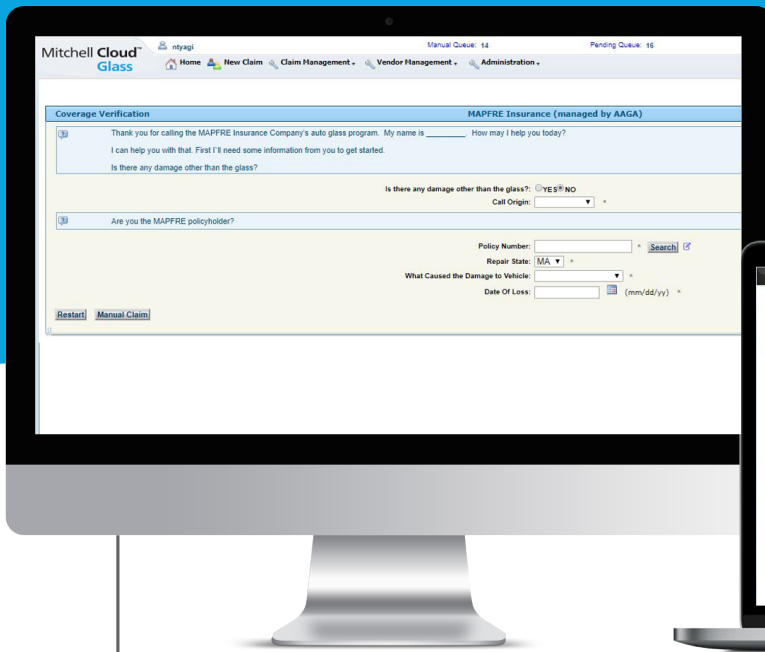 Mitchell Cloud™
Glass
ntyagi
Manual Queue: 14
Pending Queue: 16
Home New Claim Claim Management Vendor Management Administration
Coverage Verification
MAPFRE Insurance (managed by AAGA)
Thank you for calling the MAPFRE Insurance Company's auto glass program. My name is _________. How may I help you today?
I can help you with that. First I'll need some information from you to get started.
Is there any damage other than the glass?
Is there any damage other than the glass?: YES NO
Call Origin: *
Are you the MAPFRE policyholder?
Policy Number: * Search
Repair State: MA *
What Caused the Damage to Vehicle: *
Date Of Loss: (mm/dd/yy) *
Restart Manual Claim